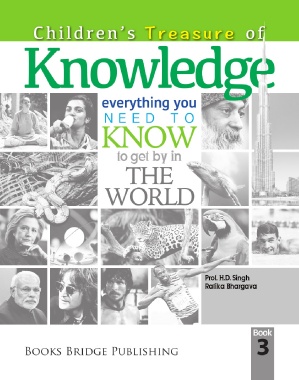 Children's Treasure of
Knowledge
everything you
NEED TO
KNOW
to get by in
THE
WORLD
Prof. H.D. Singh
Ratika Bhargava
Book
3
BOOKS BRIDGE PUBLISHING